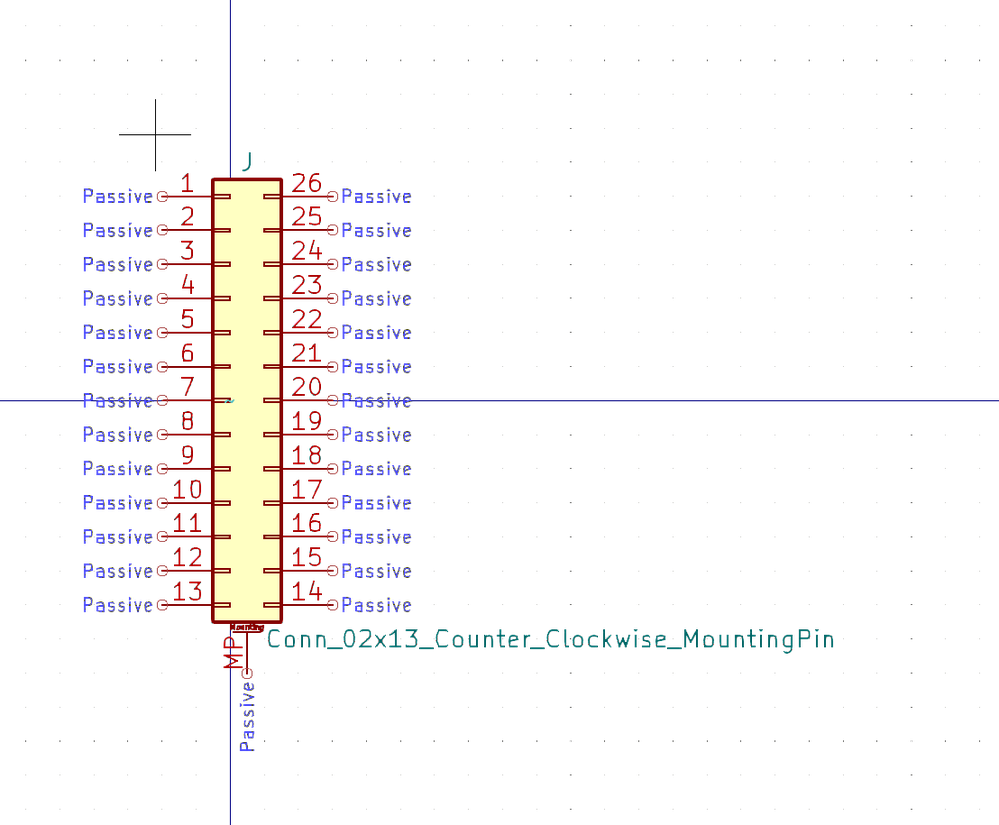 J
Passive 1 26 Passive
Passive 2 25 Passive
Passive 3 24 Passive
Passive 4 23 Passive
Passive 5 22 Passive
Passive 6 21 Passive
Passive 7 20 Passive
Passive 8 19 Passive
Passive 9 18 Passive
Passive 10 17 Passive
Passive 11 16 Passive
Passive 12 15 Passive
Passive 13 14 Passive
Mounting
MP Conn_02x13_Counter_Clockwise_MountingPin
Passive